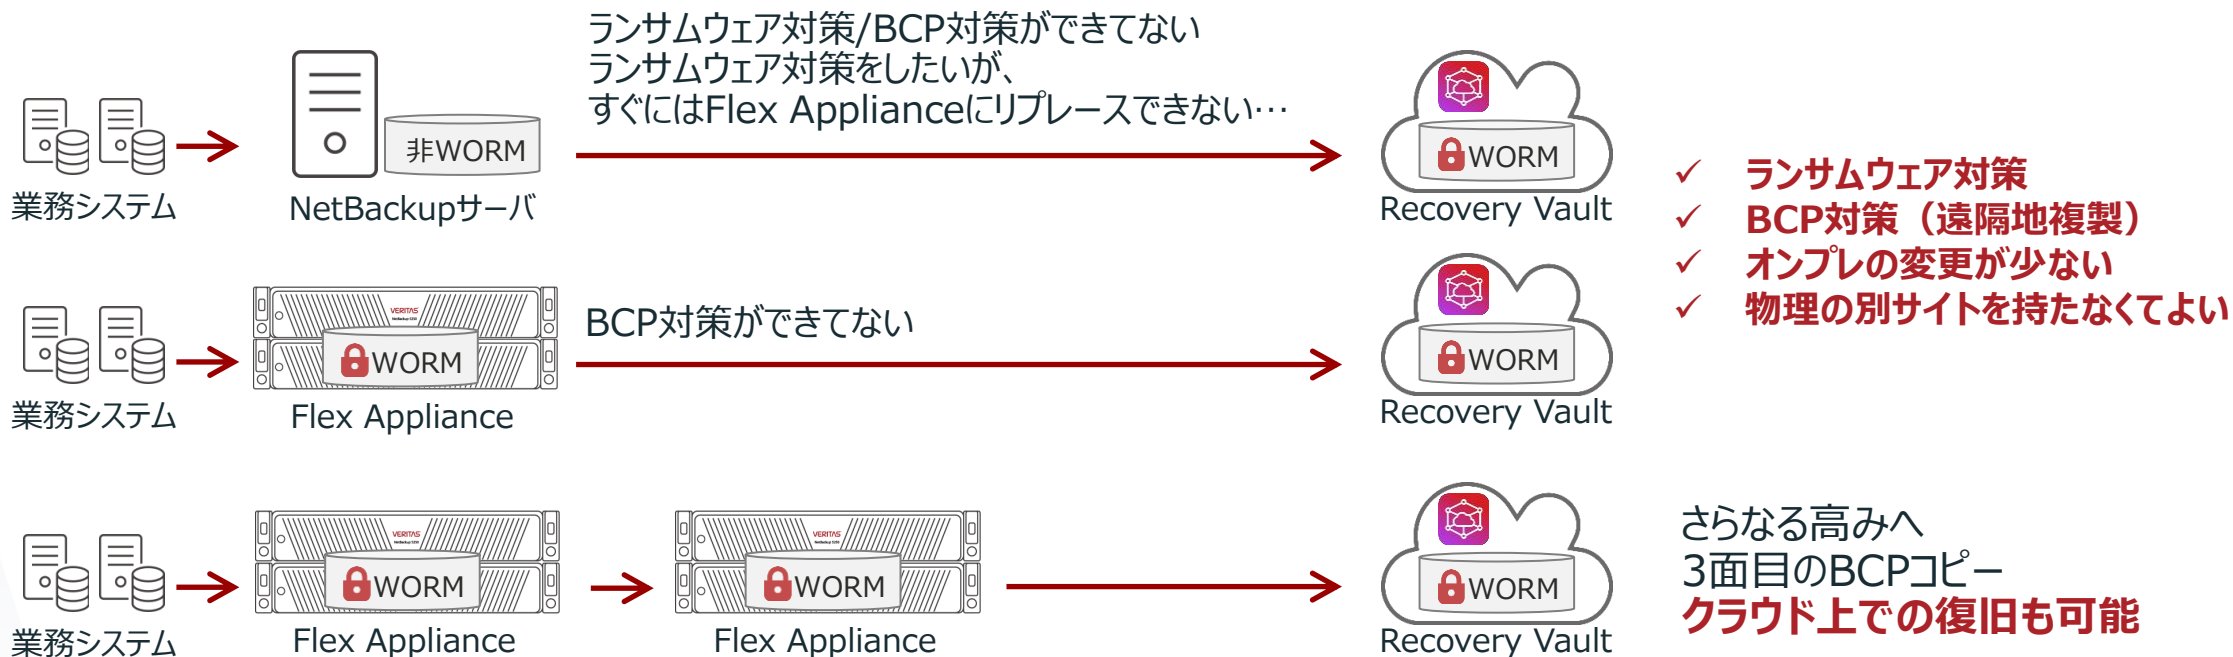 ランサムウェア対策/BCP対策ができてない
ランサムウェア対策をしたいが、
すぐにはFlex Applianceにリプレースできない…
非WORM
業務システム
NetBackupサーバ
WORM
Recovery Vault
✓ ランサムウェア対策
✓ BCP対策（遠隔地複製）
✓ オンプレの変更が少ない
✓ 物理の別サイトを持たなくてよい
VERITAS
NetBackup 5350
WORM
業務システム
Flex Appliance
BCP対策ができてない
WORM
Recovery Vault
VERITAS
WORM
業務システム
Flex Appliance
VERITAS
WORM
Flex Appliance
WORM
Recovery Vault
さらなる高みへ
3面目のBCPコピー
クラウド上での復旧も可能